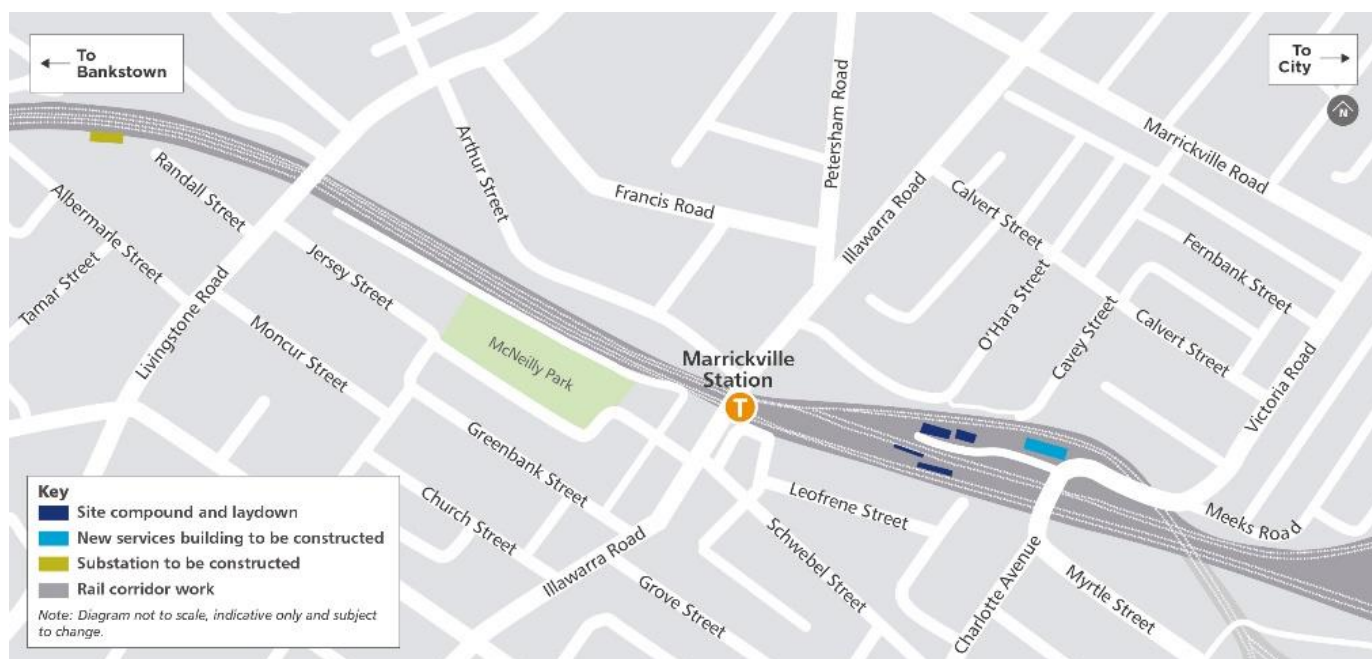 To
Bankstown
To
City
N
Petersham Road
Marrickville Road
Arthur Street
Randall Street
Francis Road
Illawarra Road
Calvert Street
Albermarle Street
Fernbank Street
Tamar Street
Livingstone Road
Jersey Street
O'Hara Street
Cavey Street
Calvert Street
Moncur Street
McNeilly Park
Marrickville
Station
T
Victoria Road
Greenbank Street
Church Street
Illawarra Road
Grove Street
Schwebel Street
Leofrene Street
Charlotte Avenue
Myrtle Street
Meeks Road
Key
Site compound and laydown
New services building to be constructed
Substation to be constructed
Rail corridor work
Note: Diagram not to scale, indicative only and subject
to change.